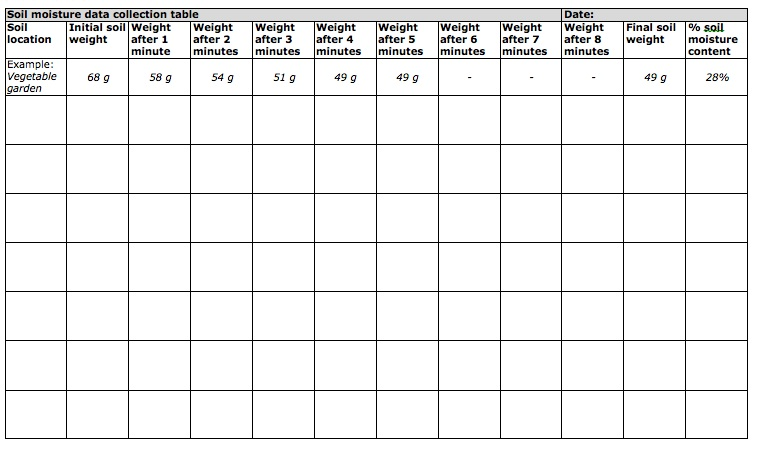 Soil moisture data collection table Date:
Soil location Initial soil weight Weight after 1 minute Weight after 2 minutes Weight after 3 minutes Weight after 4 minutes Weight after 5 minutes Weight after 6 minutes Weight after 7 minutes Weight after 8 minutes Final soil weight % soil moisture content
Example: Vegetable garden 68 g 58 g 54 g 51 g 49 g 49 g - - - 49 g 28%